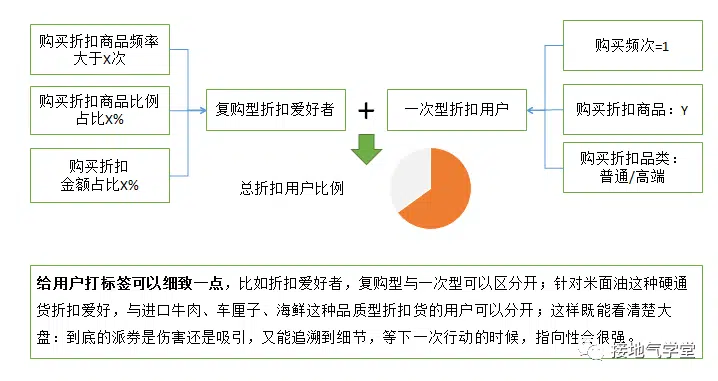 购买折扣商品频率
大于X次
购买折扣商品比例
占比X%
购买折扣
金额占比X%
复购型折扣爱好者
+
一次型折扣用户
购买频次=1
购买折扣商品：Y
购买折扣品类：
普通/高端
总折扣用户比例
给用户打标签可以细致一点，比如折扣爱好者，复购型与一次型可以区分开；针对米面油这种硬通
货折扣爱好，与进口牛肉、车厘子、海鲜这种品质型折扣货的用户可以分开；这样既能看清楚大
盘：到底的派券是伤害还是吸引，又能追溯到细节，等下一次行动的时候，指向性会很强。
接地气学堂